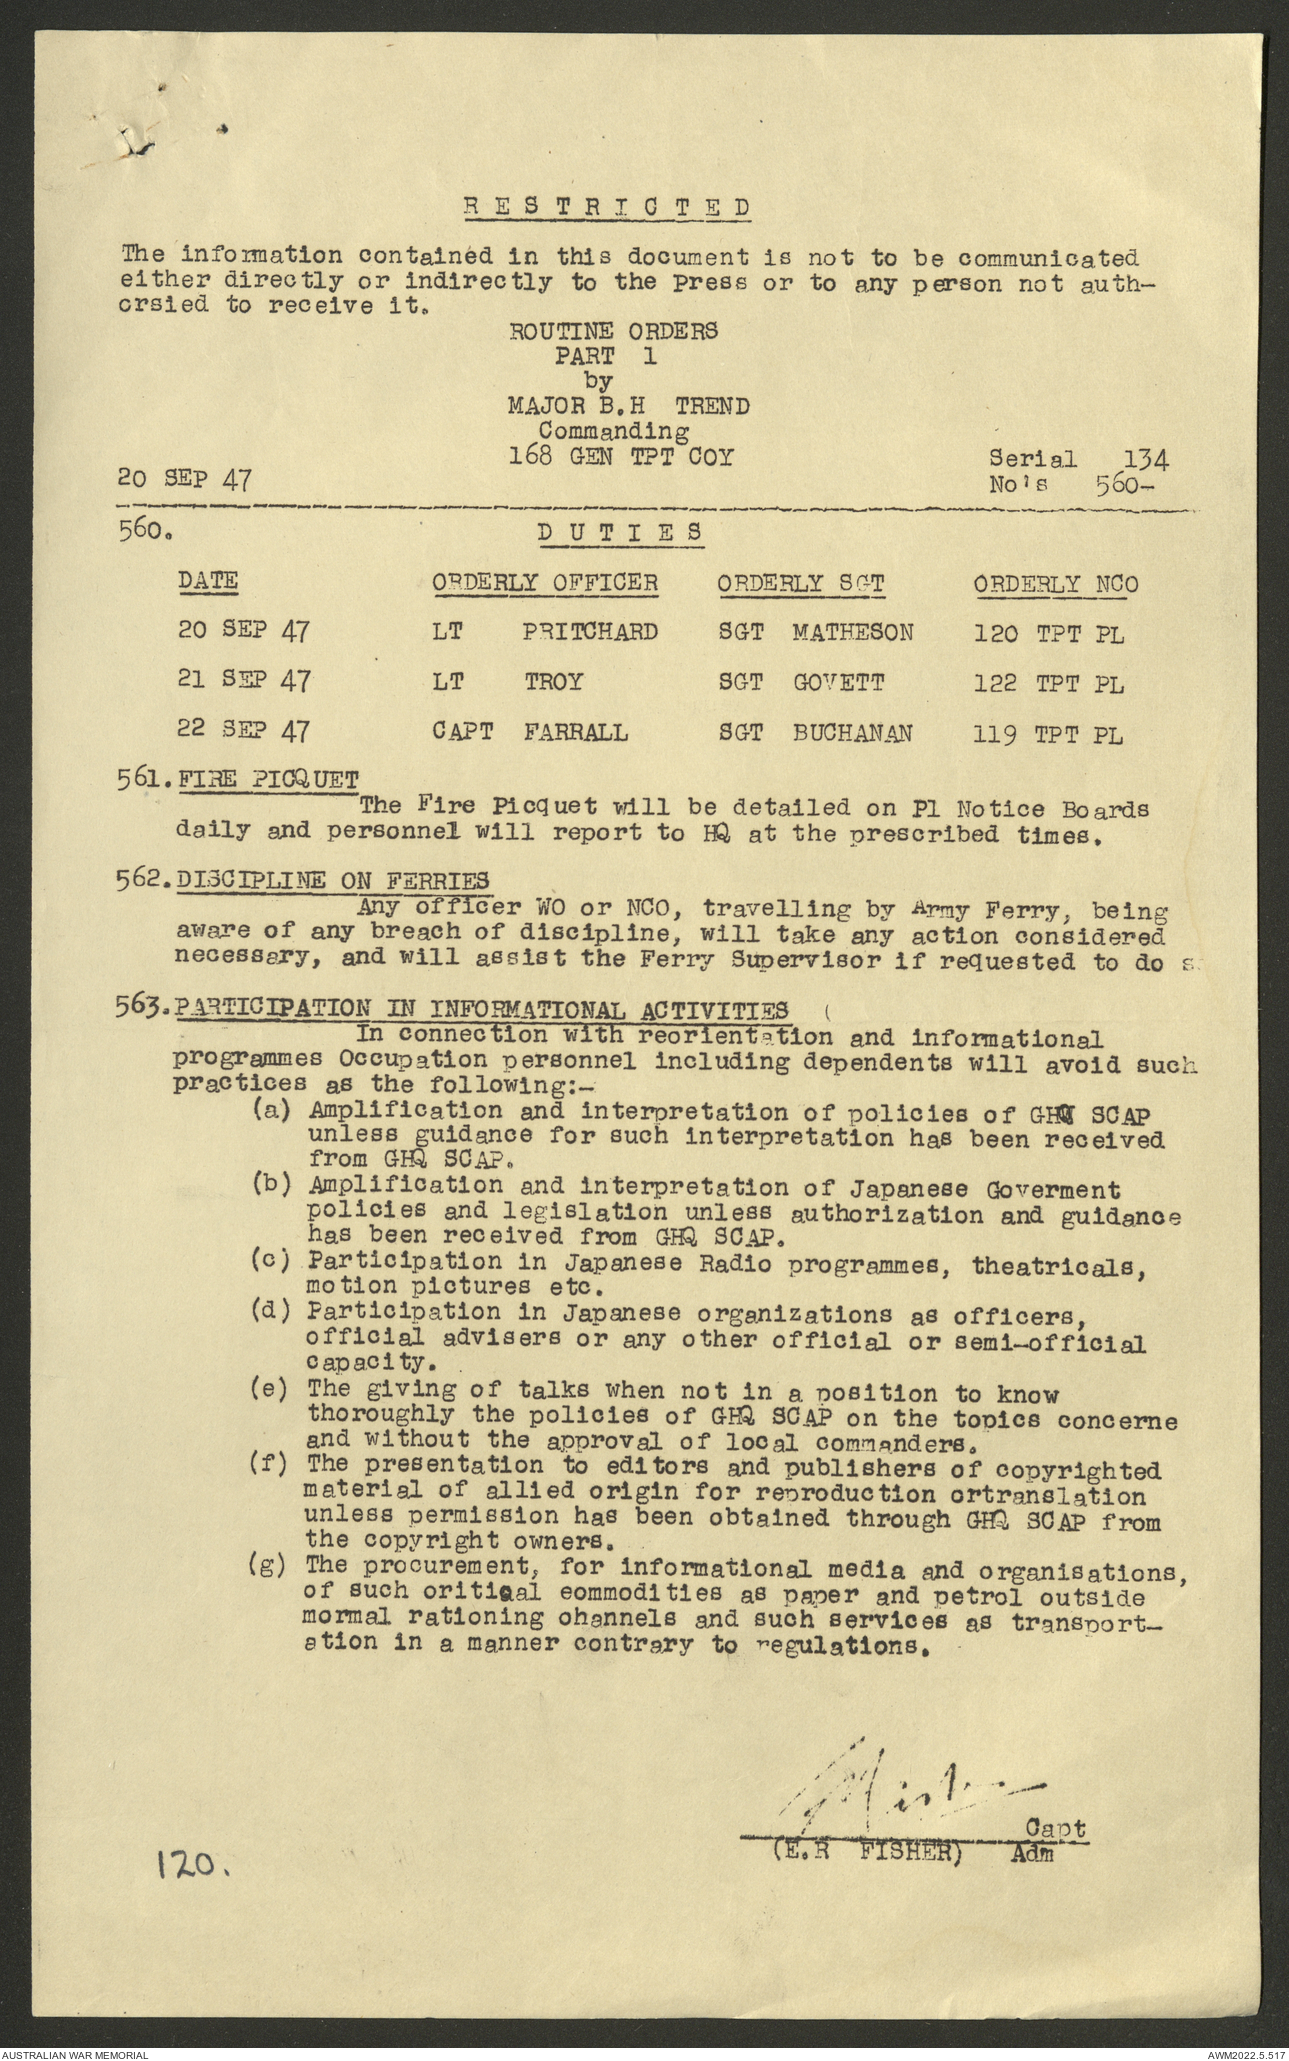 R E S T R I C T E D
The information contained in this document is not to be communicated
either directly or indirectly to the Press or to any person not auth-
crsied to receive it.
ROUTINE ORDERS
PART 1
by
MAJOR B.H TREND
Commanding
168 GEN TPT COY
Serial 134
20 SEP 47 No's 560-
560. D U T I E S
DATE ORDERLY OFFICER ORDERLY SGT ORDERLY NCO
20 SEP 47 LT PRITCHARD SGT MATHESON 120 TPT PL
21 SEP 47 LT TROY SGT GOVETT 122 TPT PL
22 SEP 47 CAPT FARRALL SGT BUCHANAN 119 TPT PL
561. FIRE PICQUET
The Fire Picquet will be detailed on Pl Notice Boards
daily and personnel will report to HQ at the prescribed times.
562. DISCIPLINE ON FERRIES
Any officer WO or NCO, travelling by Army Ferry, being
aware of any breach of discipline, will take any action considered
necessary, and will assist the Ferry Supervisor if requested to do s
563. PARTICIPATION IN INFORMATIONAL ACTIVITIES (
In connection with reorientation and informational
programmes Occupation personnel including dependents will avoid such
practices as the following:-
(a) Amplification and interpretation of policies of GHQ SCAP
unless guidance for such interpretation has been received
from GHQ SCAP.
(b) Amplification and interpretation of Japanese Goverment
policies and legislation unless authorization and guidance
has been received from GHQ SCAP.
(c) Participation in Japanese Radio programmes, theatricals,
motion pictures etc.
(d) Participation in Japanese organizations as officers,
official advisers or any other official or semi-official
capacity.
(e) The giving of talks when not in a position to know
thoroughly the policies of GHQ SCAP on the topics concerne
and without the approval of local commanders.
(f) The presentation to editors and publishers of copyrighted
material of allied origin for reproduction ortranslation
unless permission has been obtained through GHQ SCAP from
the copyright owners.
(g) The procurement, for informational media and organisations,
of such oritical eommodities as paper and petrol outside
mormal rationing ohannels and such services as transport-
ation in a manner contrary to regulations.
Capt
(E.R FISHER) Adm
120.
AUSTRALIAN WAR MEMORIAL AWM2022.5.517